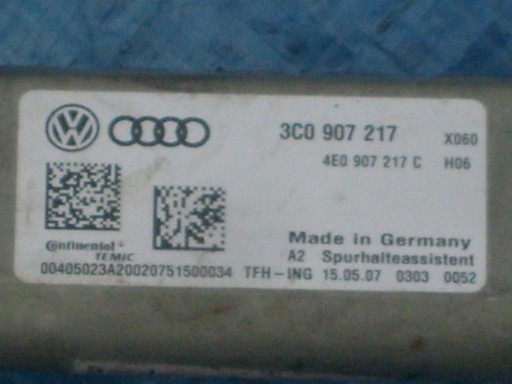 3C0 907 217 X060
4E0 907 217 C H06
Continental
TEMIC
Made in Germany
A2 Spurhalteassistent
00405023A20020751500034 TFH-ING 15.05.07 0303 0052